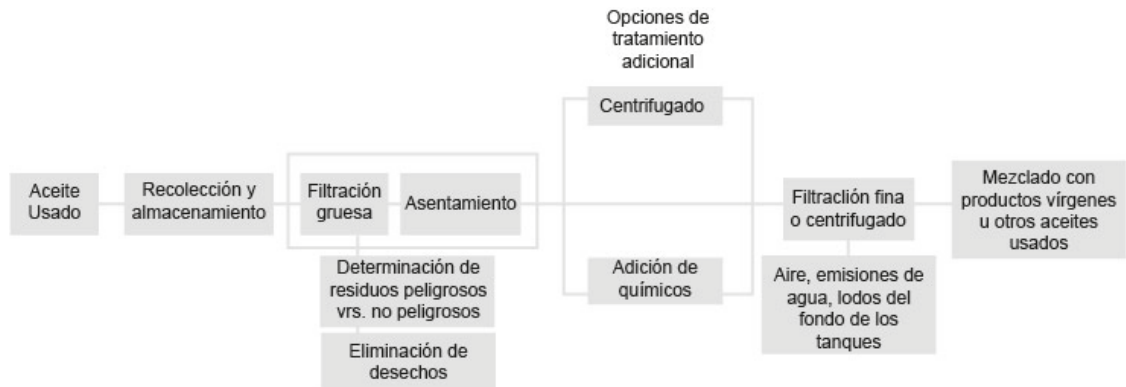 Opciones de
tratamiento
adicional
Centrifugado
Aceite
Usado
Recolección y
almacenamiento
Filtración
gruesa
Asentamiento
Determinación de
residuos peligrosos
vrs. no peligrosos
Eliminación de
desechos
Adición de
químicos
Filtraclión fina
o centrifugado
Aire, emisiones de
agua, lodos del
fondo de los
tanques
Mezclado con
productos vírgenes
u otros aceites
usados